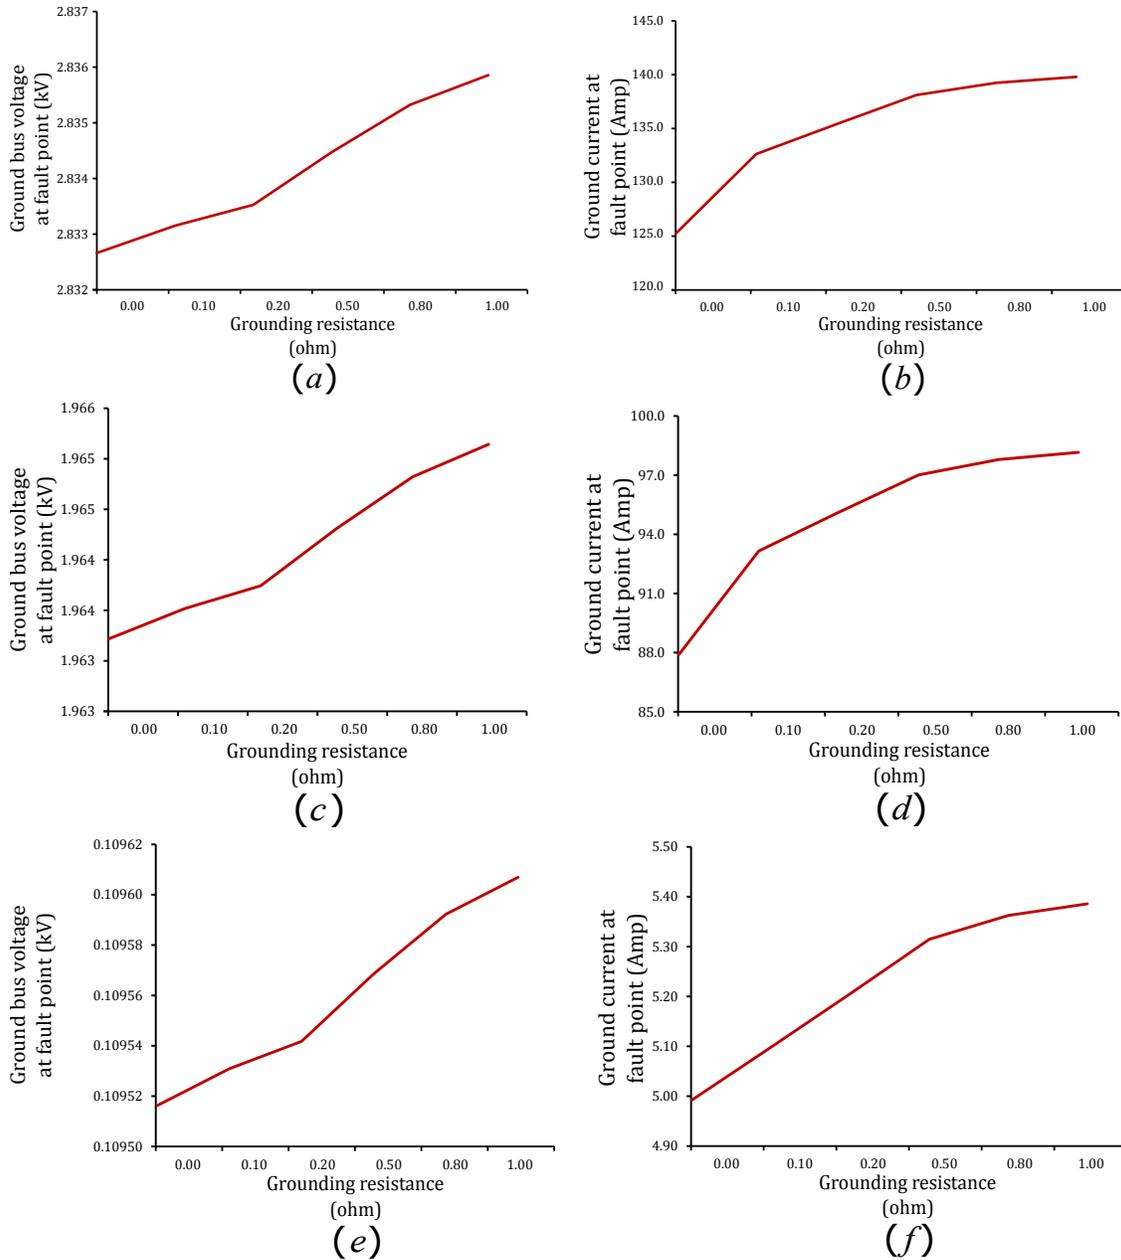 Ground bus voltage
at fault point (kV)
2.837
2.836
2.835
2.834
2.833
2.832
0.00 0.10 0.20 0.50 0.80 1.00
Grounding resistance
(ohm)
(a)
Ground current at
fault point (Amp)
145.0
140.0
135.0
130.0
125.0
120.0
0.00 0.10 0.20 0.50 0.80 1.00
Grounding resistance
(ohm)
(b)
Ground bus voltage
at fault point (kV)
1.966
1.965
1.965
1.964
1.964
1.963
1.963
0.00 0.10 0.20 0.50 0.80 1.00
Grounding resistance
(ohm)
(c)
Ground current at
fault point (Amp)
100.0
97.0
94.0
91.0
88.0
85.0
0.00 0.10 0.20 0.50 0.80 1.00
Grounding resistance
(ohm)
(d)
Ground bus voltage
at fault point (kV)
0.10962
0.10960
0.10958
0.10956
0.10954
0.10952
0.10950
0.00 0.10 0.20 0.50 0.80 1.00
Grounding resistance
(ohm)
(e)
Ground current at
fault point (Amp)
5.50
5.40
5.30
5.20
5.10
5.00
4.90
0.00 0.10 0.20 0.50 0.80 1.00
Grounding resistance
(ohm)
(f)